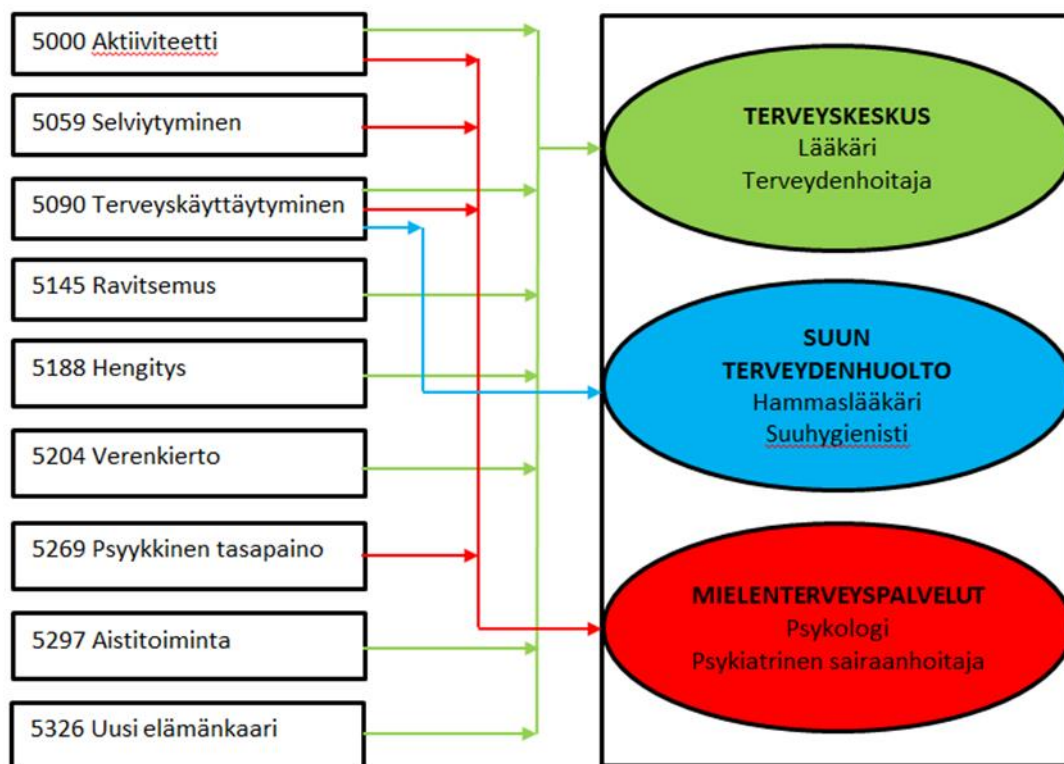 5000 Aktiiviteetti
5059 Selviytyminen
5090 Terveyskäyttäytyminen
5145 Ravitsemus
5188 Hengitys
5204 Verenkierto
5269 Psyykkinen tasapaino
5297 Aistitoiminta
5326 Uusi elämänkaari
TERVEYSKESKUS
Lääkäri
Terveydenhoitaja
SUUN
TERVEYDENHUOLTO
Hammaslääkäri
Suuhygienisti
MIELENTERVEYSPALVELUT
Psykologi
Psykiatrinen sairaanhoitaja